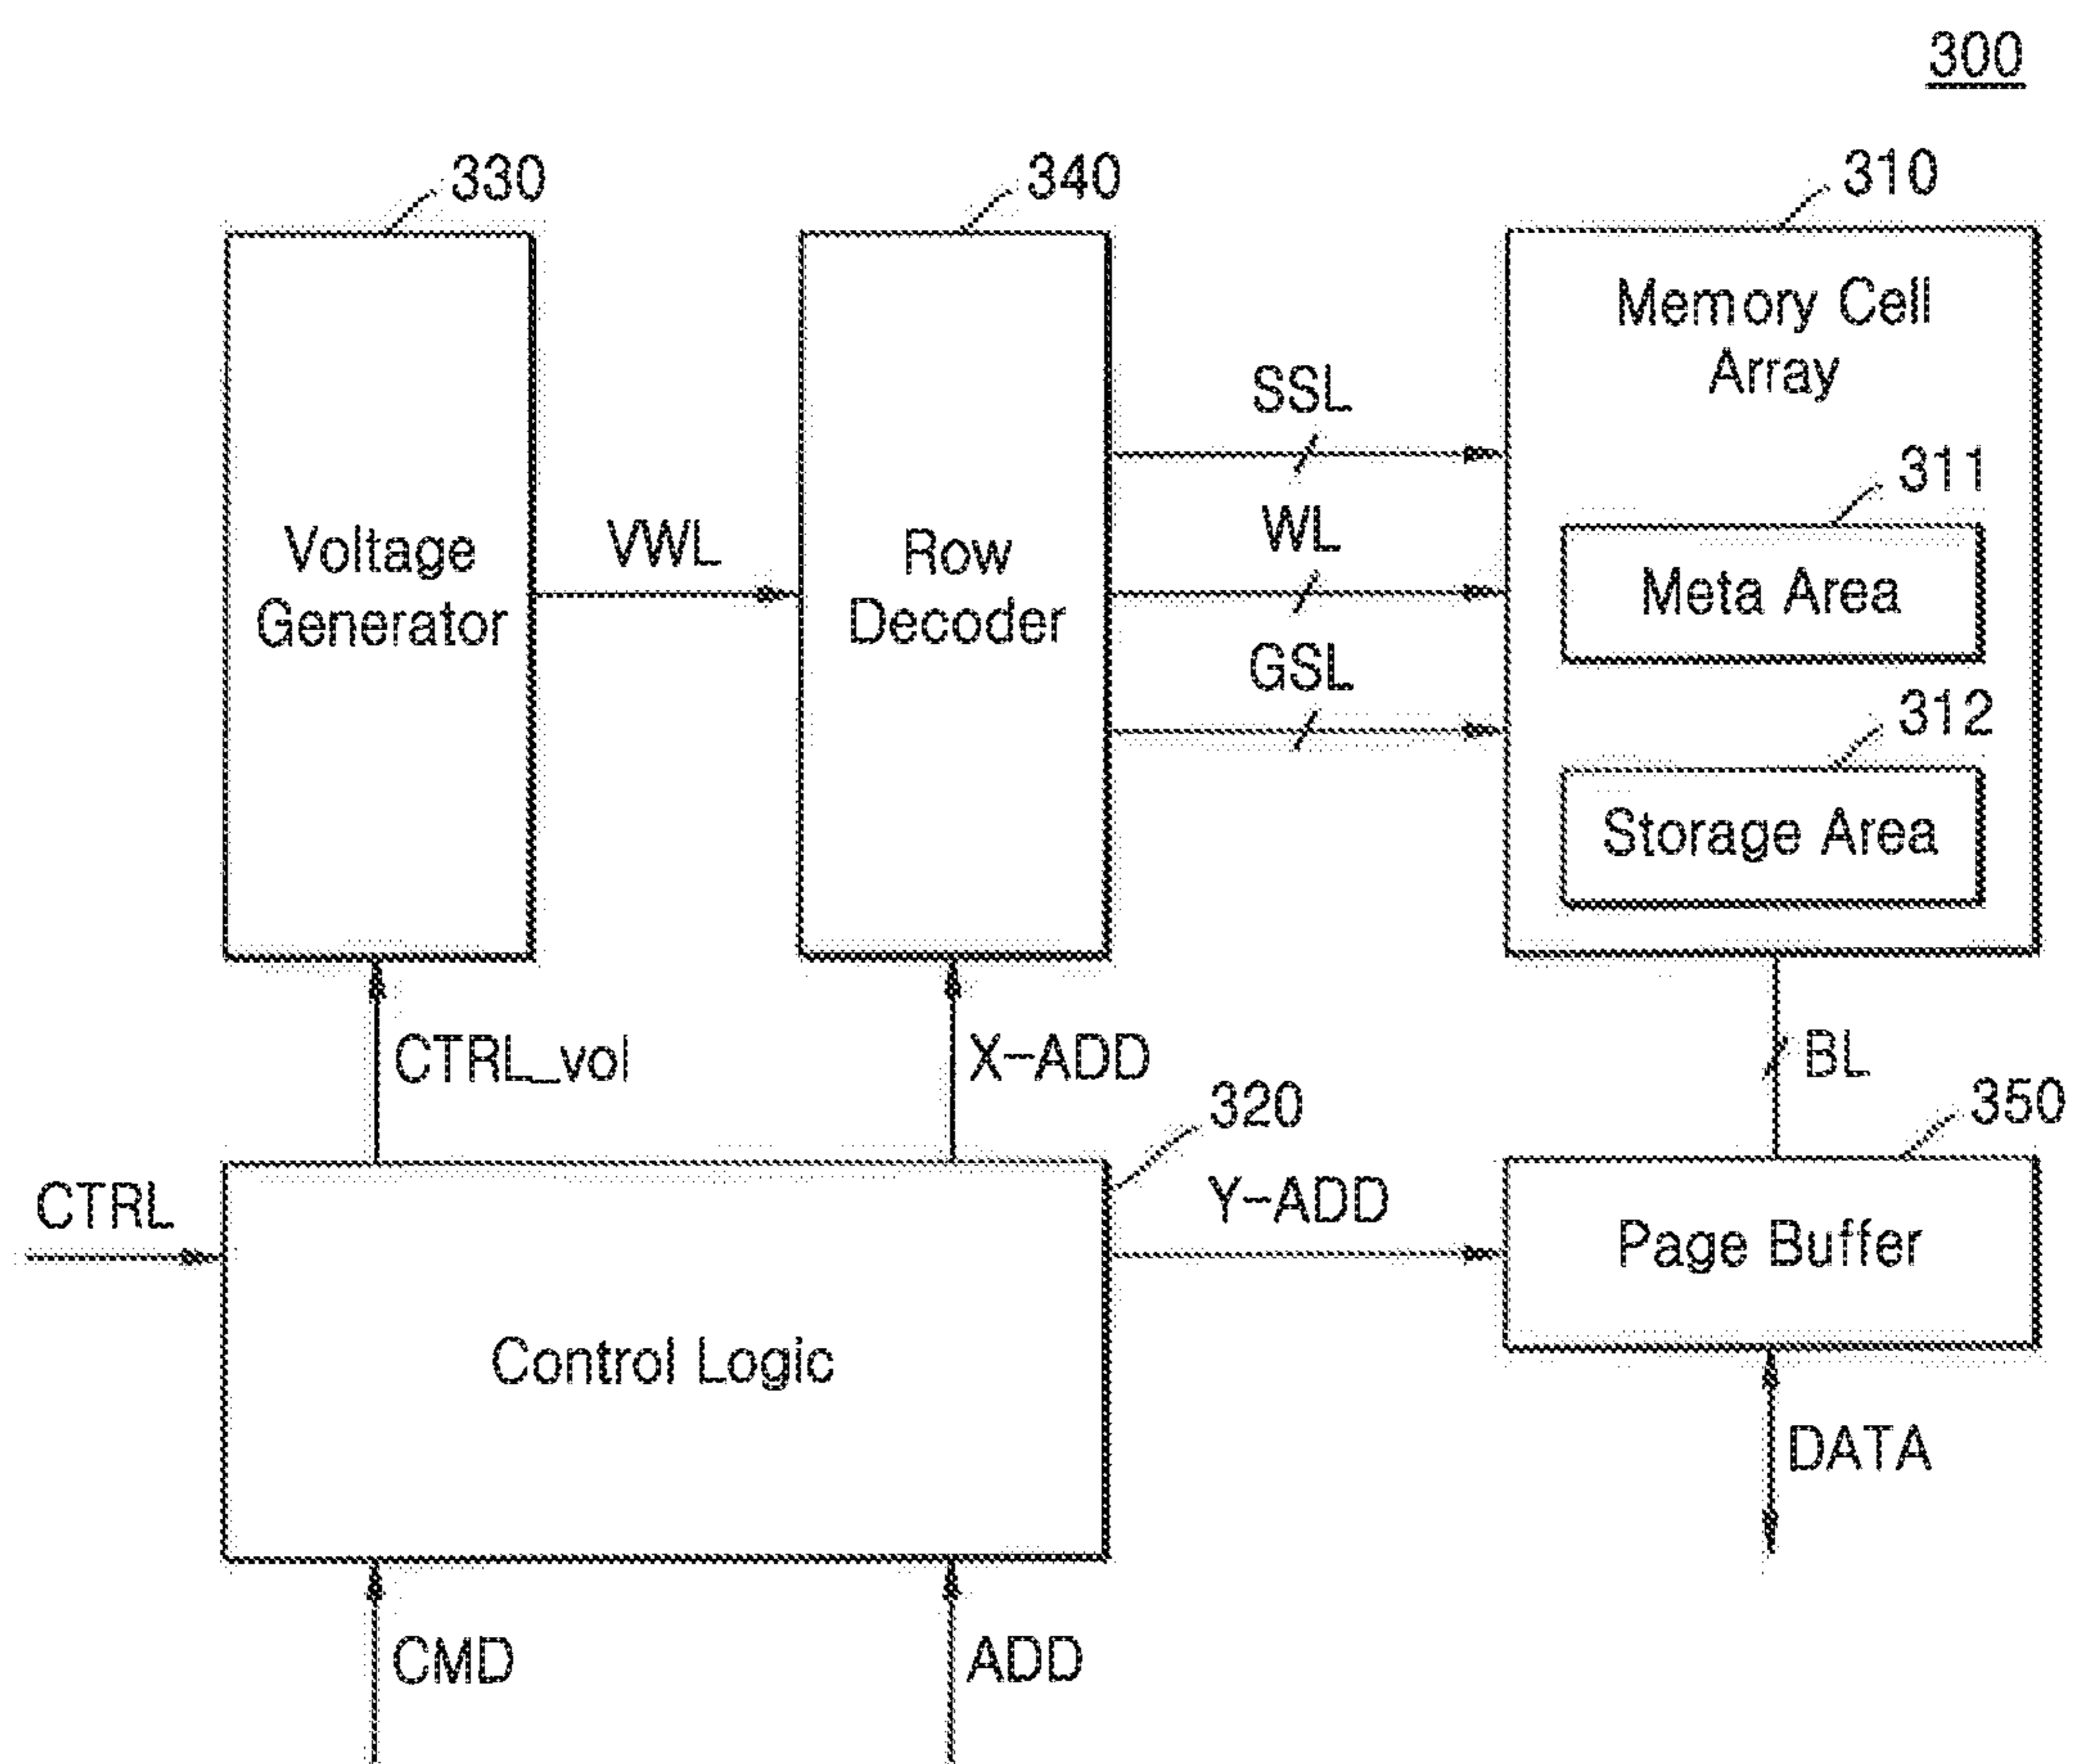 300
330
340
310
Memory Cell
Array
SSL
311
WL
Voltage
Generator
VWL
Row
Decoder
Meta Area
GSL
312
Storage Area
CTRL_vol
X-ADD
BL
320
350
CTRL
Y-ADD
Page Buffer
Control Logic
DATA
CMD
ADD